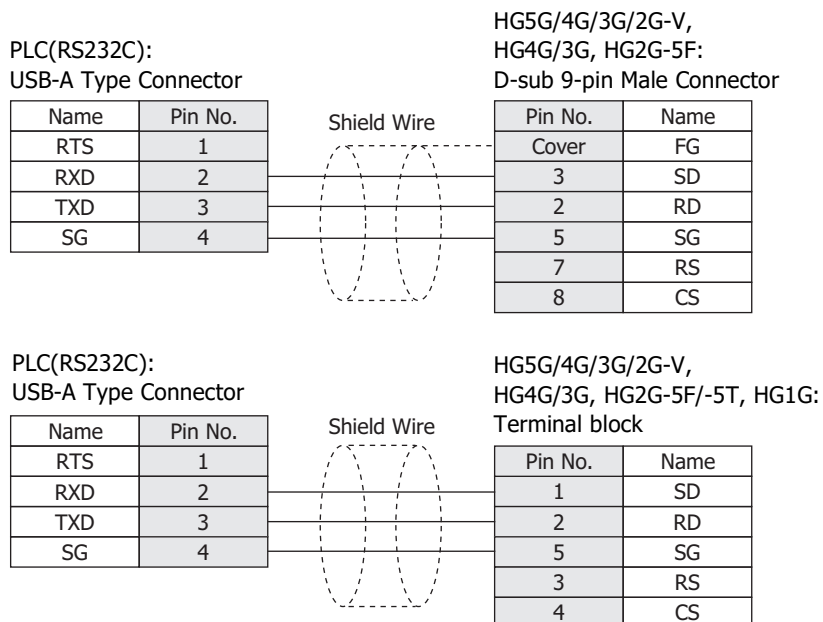 PLC(RS232C):
USB-A Type Connector
HG5G/4G/3G/2G-V,
HG4G/3G, HG2G-5F:
D-sub 9-pin Male Connector
Name Pin No. Shield Wire Pin No. Name
RTS 1 Cover FG
RXD 2 3 SD
TXD 3 2 RD
SG 4 5 SG
7 RS
8 CS
PLC(RS232C):
USB-A Type Connector
HG5G/4G/3G/2G-V,
HG4G/3G, HG2G-5F/-5T, HG1G:
Terminal block
Name Pin No. Shield Wire
RTS 1 Pin No. Name
RXD 2 1 SD
TXD 3 2 RD
SG 4 5 SG
3 RS
4 CS